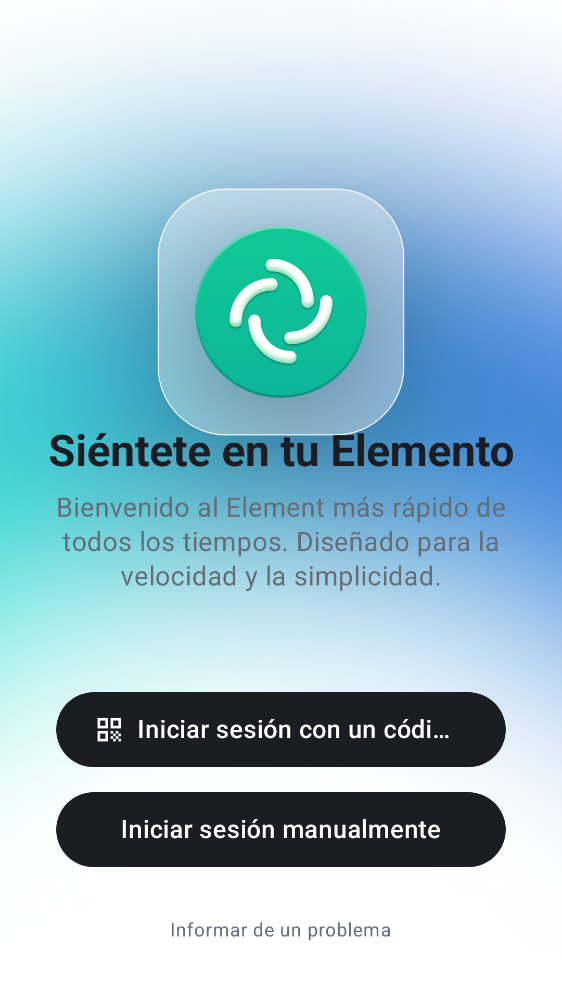 Siéntete en tu Elemento
Bienvenido al Element más rápido de
todos los tiempos. Diseñado para la
velocidad y la simplicidad.
Iniciar sesión con un códi…
Iniciar sesión manualmente
Informar de un problema